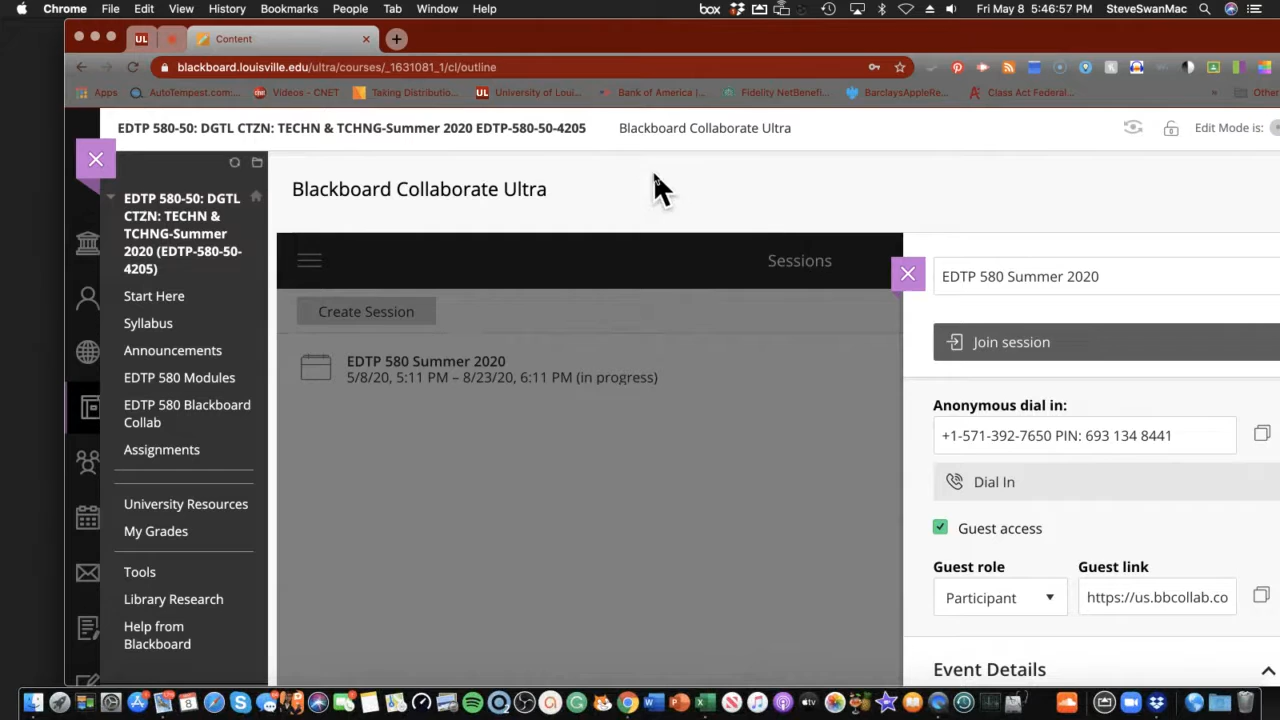 Chrome File Edit View History Bookmarks People Tab Window Help box Fri May 8 5:46:57 PM SteveSwanMac
UL Content
blackboard.louisville.edu/ultra/courses/_1631081_1/cl/outline
Apps AutoTempest.com:... Videos - CNET Taking Distributio... UL University of Loui... Bank of America |... Fidelity NetBenefi... BarclaysAppleRe... Class Act Federal... » Other
EDTP 580-50: DGTL CTZN: TECHN & TCHNG-Summer 2020 EDTP-580-50-4205 Blackboard Collaborate Ultra Edit Mode is:
EDTP 580-50: DGTL
CTZN: TECHN &
TCHNG-Summer
2020 (EDTP-580-50-
4205)
Start Here
Syllabus
Announcements
EDTP 580 Modules
EDTP 580 Blackboard
Collab
Assignments
University Resources
My Grades
Tools
Library Research
Help from
Blackboard
Blackboard Collaborate Ultra
Sessions
Create Session
EDTP 580 Summer 2020
5/8/20, 5:11 PM – 8/23/20, 6:11 PM (in progress)
EDTP 580 Summer 2020
Join session
Anonymous dial in:
+1-571-392-7650 PIN: 693 134 8441
Dial In
Guest access
Guest role Guest link
Participant https://us.bbcollab.co
Event Details